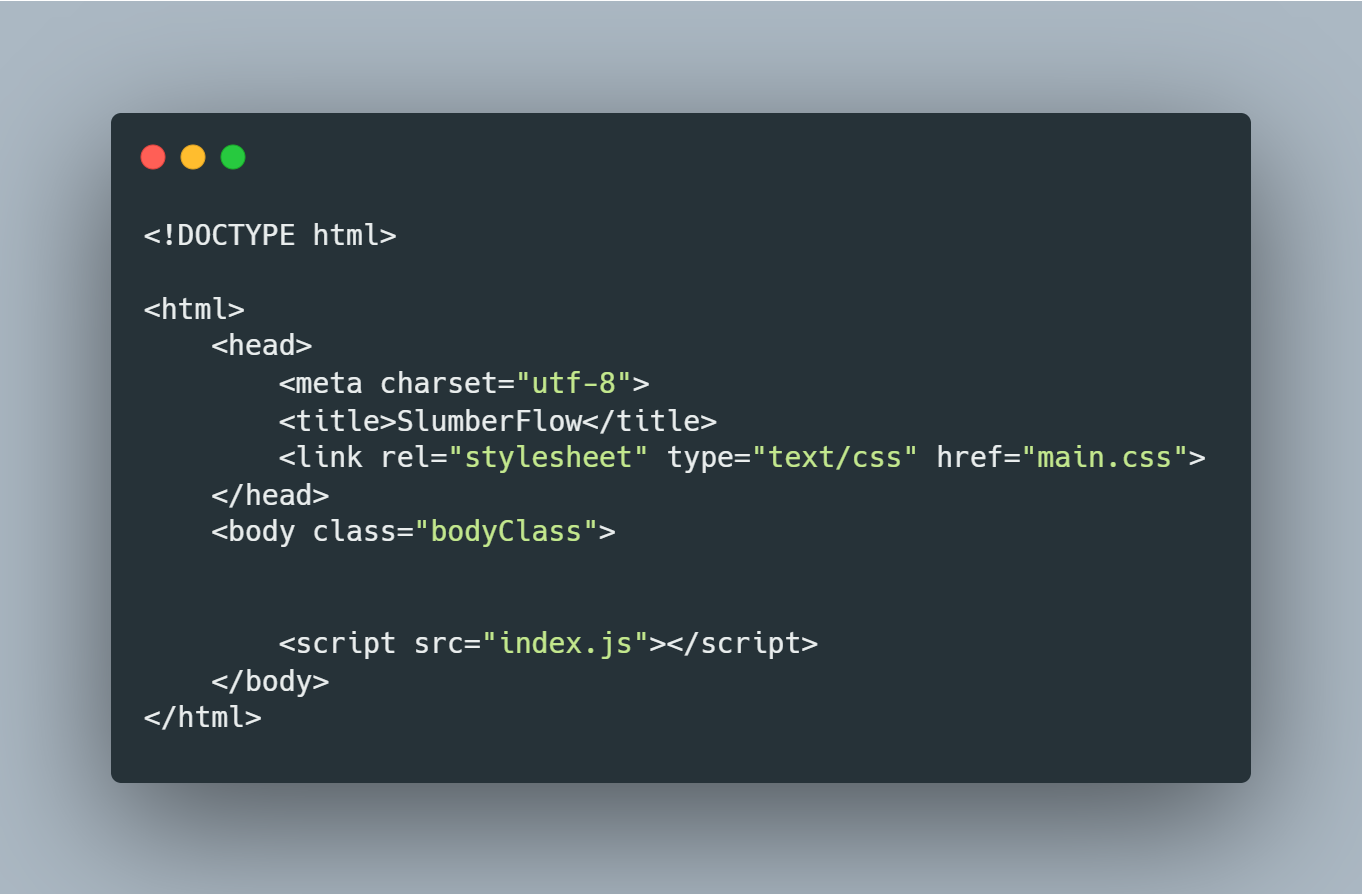 <!DOCTYPE html>
<html>
<head>
<meta charset="utf-8">
<title>SlumberFlow</title>
<link rel="stylesheet" type="text/css" href="main.css">
</head>
<body class="bodyClass">
<script src="index.js"></script>
</body>
</html>